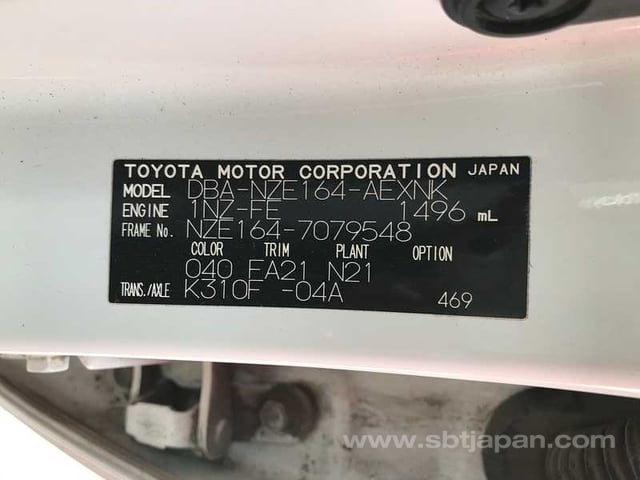 TOYOTA MOTOR CORPORATION JAPAN
MODEL DBA-NZE164-AEXNK
ENGINE 1NZ-FE 1496 mL
FRAME No. NZE164-7079548
COLOR TRIM PLANT OPTION
040 FA21 N21
TRANS./AXLE K310F -04A 469
www.sbtjapan.com